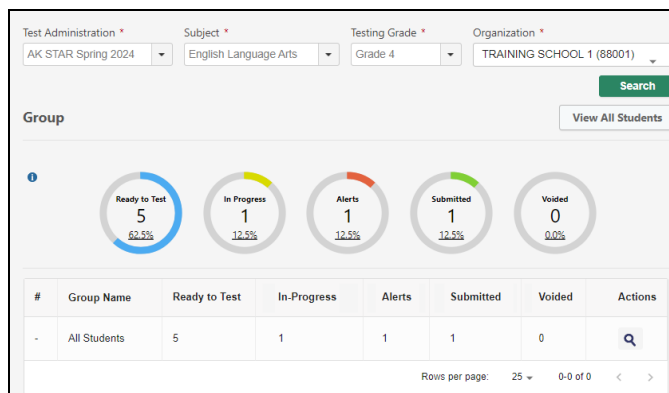 Test Administration * Subject * Testing Grade * Organization *
AK STAR Spring 2024 English Language Arts Grade 4 TRAINING SCHOOL 1 (88001)
Search
Group View All Students
Ready to Test
5
62.5%
In Progress
1
12.5%
Alerts
1
12.5%
Submitted
1
12.5%
Voided
0
0.0%
# Group Name Ready to Test In-Progress Alerts Submitted Voided Actions
- All Students 5 1 1 1 0
Rows per page: 25 0-0 of 0 < >